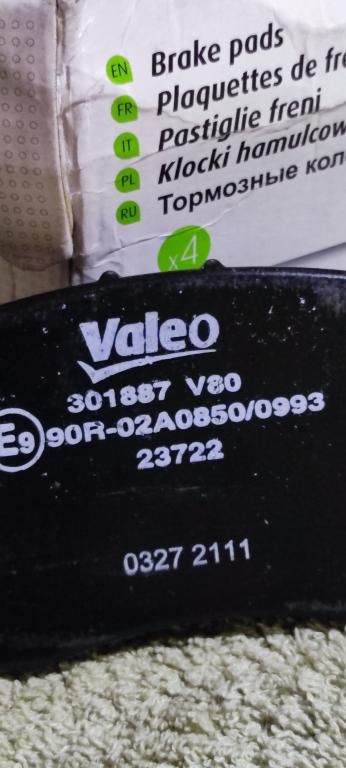 EN Brake pads
FR Plaquettes de fre
IT Pastiglie freni
PL Klocki hamulcow
RU Тормозные кол
x4
Valeo
301887 V80
E9 90R-02A0850/0993
23722
0327 2111